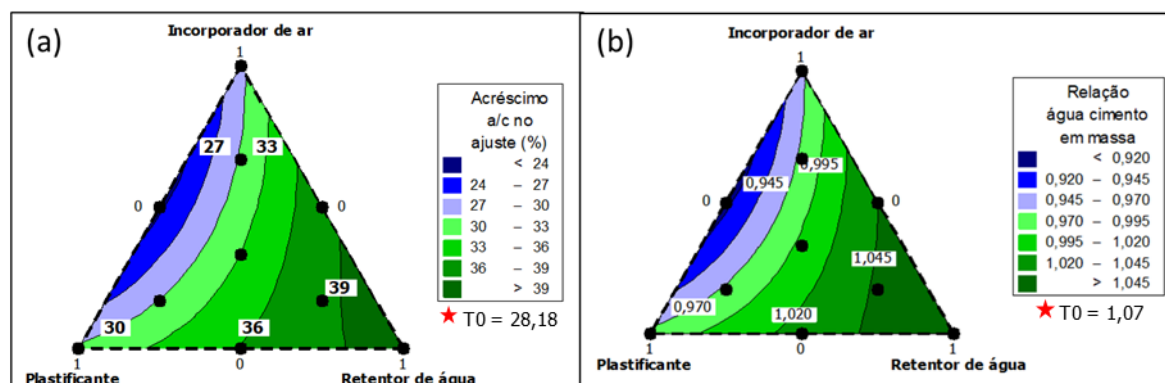 (a)
Incorporador de ar
1
27
33
0
0
39
30
36
1
0
1
Plastificante
Retentor de água
Acréscimo
a/c no
ajuste (%)
< 24
24 – 27
27 – 30
30 – 33
33 – 36
36 – 39
> 39
T0 = 28,18
(b)
Incorporador de ar
1
0,995
0,945
0
0
1,045
0,970
1,020
1
0
1
Plastificante
Retentor de água
Relação
água cimento
em massa
< 0,920
0,920 – 0,945
0,945 – 0,970
0,970 – 0,995
0,995 – 1,020
1,020 – 1,045
> 1,045
T0 = 1,07